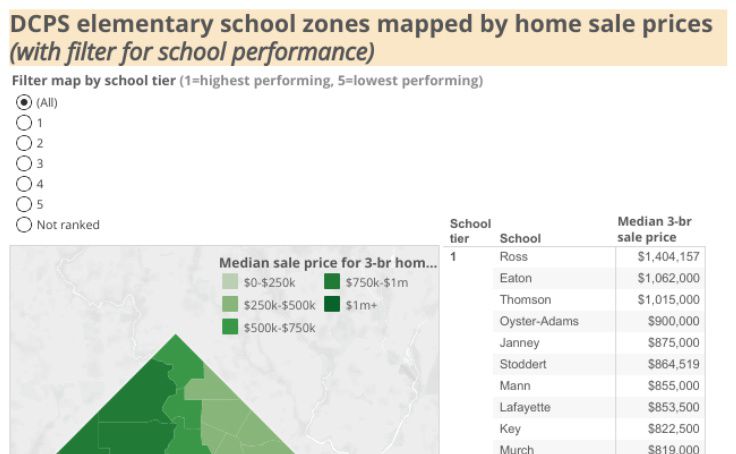 DCPS elementary school zones mapped by home sale prices
(with filter for school performance)
Filter map by school tier (1=highest performing, 5=lowest performing)
(All)
1
2
3
4
5
Not ranked
Median sale price for 3-br hom...
$0-$250k
$750k-$1m
$250k-$500k
$1m+
$500k-$750k
School tier School Median 3-br sale price
1 Ross $1,404,157
Eaton $1,062,000
Thomson $1,015,000
Oyster-Adams $900,000
Janney $875,000
Stoddert $864,519
Mann $855,000
Lafayette $853,500
Key $822,500
Murch $819,000